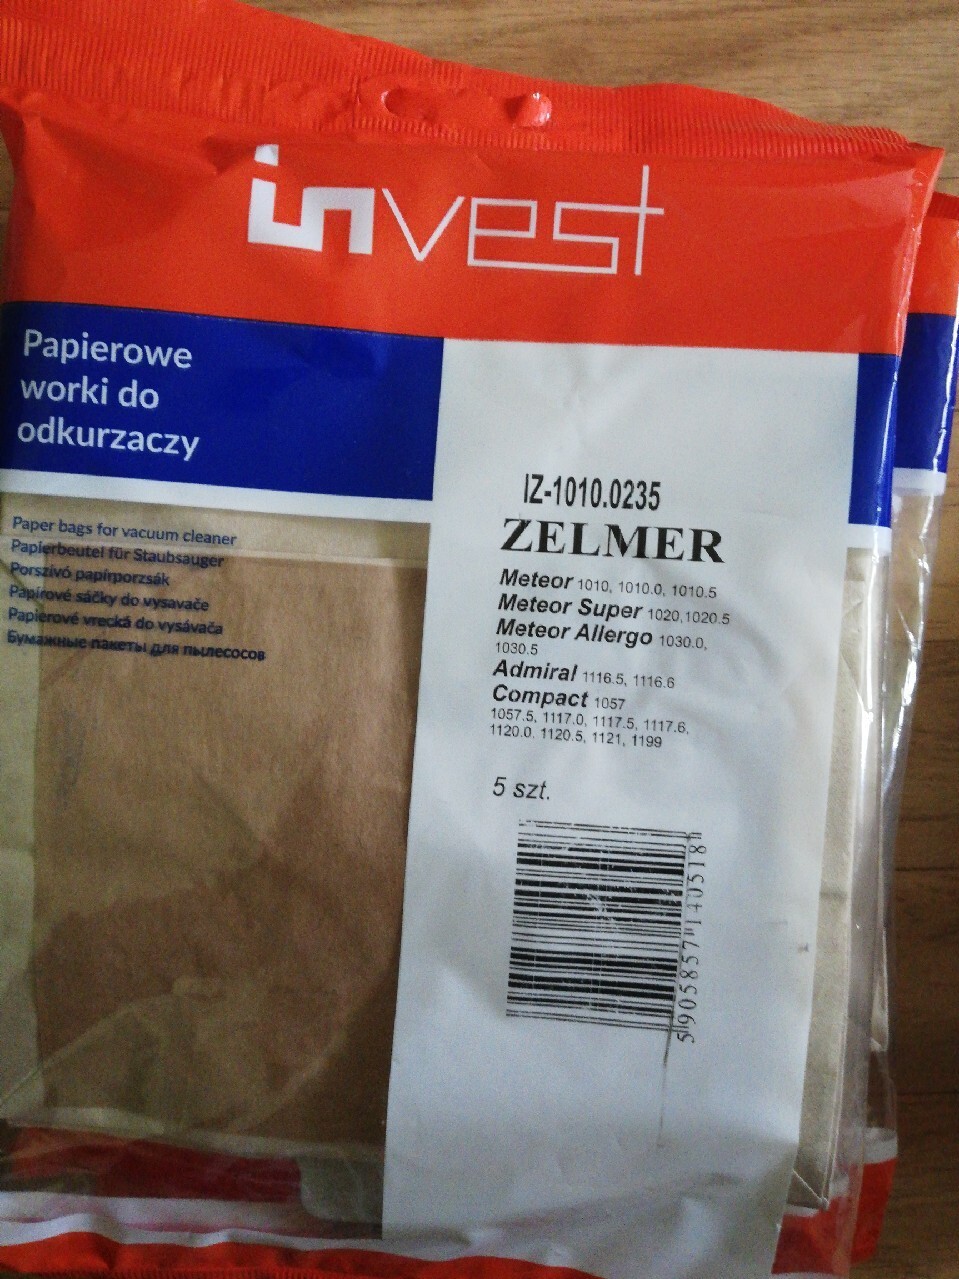 invest
Papierowe
worki do
odkurzaczy
Paper bags for vacuum cleaner
Papierbeutel für Staubsauger
Porszívó papírporzsák
Papírové sáčky do vysavače
Papierové vrecká do vysávača
Бумажные пакеты для пылесосов
IZ-1010.0235
ZELMER
Meteor 1010, 1010.0, 1010.5
Meteor Super 1020,1020.5
Meteor Allergo 1030.0,
1030.5
Admiral 1116.5, 1116.6
Compact 1057
1057.5, 1117.0, 1117.5, 1117.6,
1120.0, 1120.5, 1121, 1199
5 szt.
5905857140518